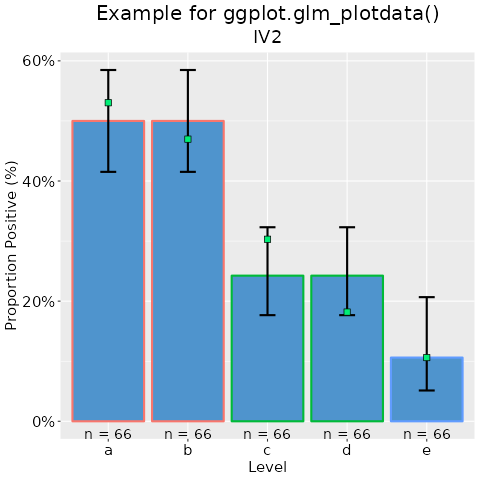 Example for ggplot.glm_plotdata()
IV2
Proportion Positive (%)
60%
40%
20%
0%
n = 66 n = 66 n = 66 n = 66 n = 66
a b c d e
Level